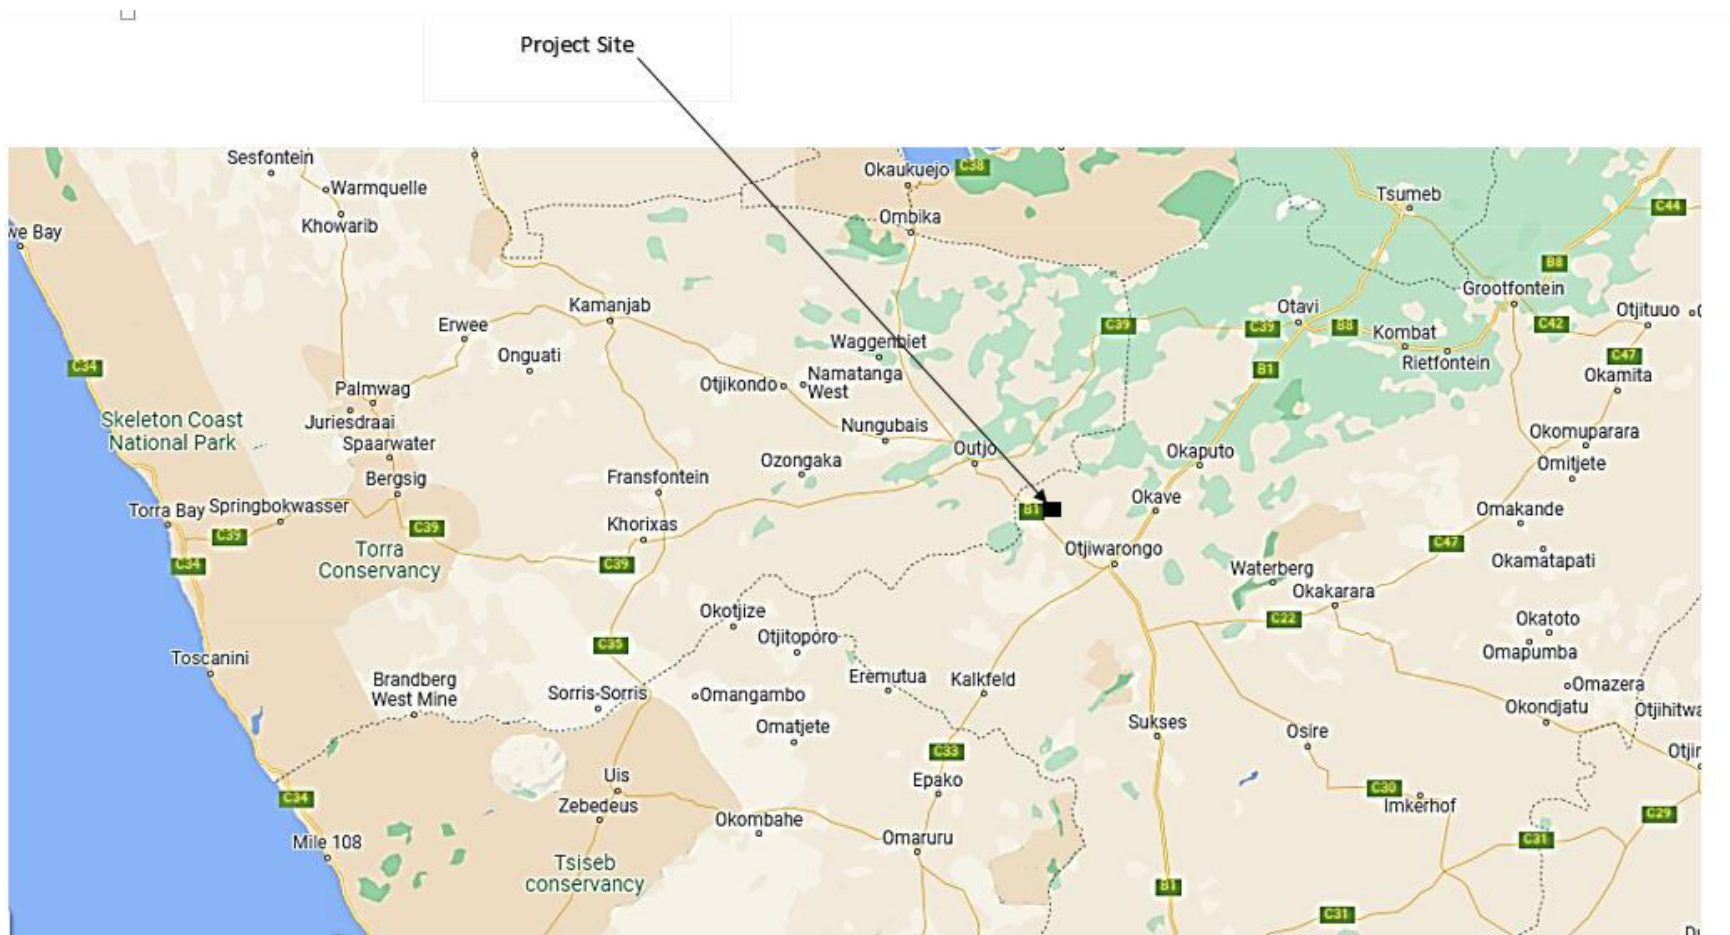 Project Site
Sesfontein
Warmquelle
Khowarib
Okaukuejo
C38
Ombika
Tsumeb
C44
we Bay
B8
Grootfontein
Kamanjab
Erwee
Onguati
Waggenbiet
C39
C39
Otavi
B8
Kombat
Rietfontein
C42
Otjituuo
C47
Okamita
C34
B1
Otjikondo
Namatanga
West
Palmwag
Juriesdraai
Spaarwater
Skeleton Coast
National Park
Nungubais
Outjo
Okaputo
Okomuparara
Omitjete
Ozongaka
Bergsig
Fransfontein
Torra Bay
Springbokwasser
C39
C39
Khorixas
B1
Okave
Omakande
C47
Okamatapati
C34
Torra
Conservancy
C39
Otjiwarongo
Waterberg
Okakarara
C22
Okotjize
Otjitoporo
C35
Okatoto
Omapumba
Toscanini
Brandberg
West Mine
Sorris-Sorris
Omangambo
Eremutua
Kalkfeld
Omazera
Okondjatu
Otjihitwa
Omatjete
Sukses
Osire
Otjir
C33
Epako
Uis
Zebedeus
C34
Okombahe
Omaruru
C30
Imkerhof
C29
C31
Mile 108
Tsiseb
conservancy
B1
C31